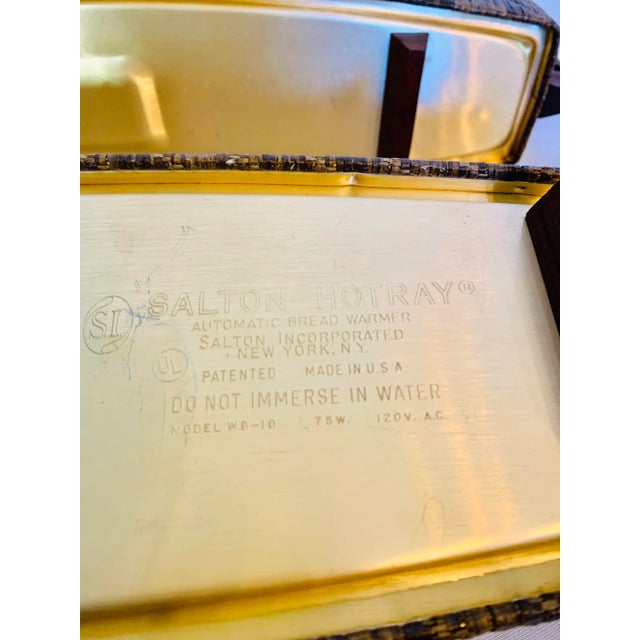 SALTON HOTRAY®
SI
AUTOMATIC BREAD WARMER
SALTON INCORPORATED
NEW YORK, N.Y.
UL
PATENTED MADE IN U.S.A.
DO NOT IMMERSE IN WATER
MODEL WB-10 75W. 120V. A.C.